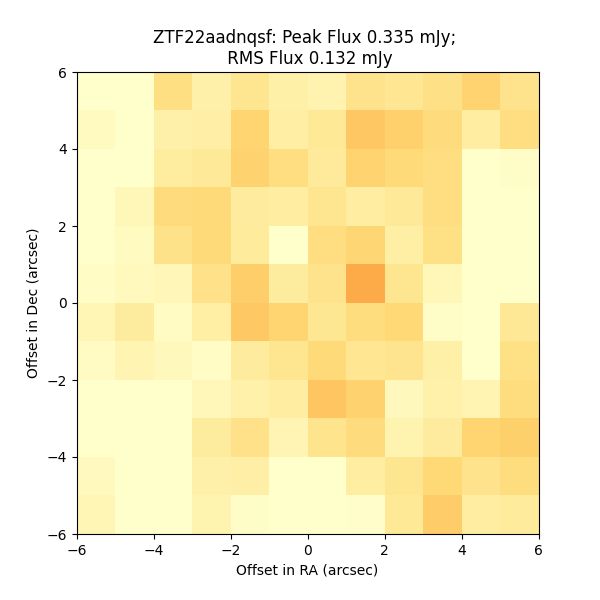 ZTF22aadnqsf: Peak Flux 0.335 mJy;
RMS Flux 0.132 mJy
6
4
2
0
−2
−4
−6
Offset in Dec (arcsec)
−6 −4 −2 0 2 4 6
Offset in RA (arcsec)